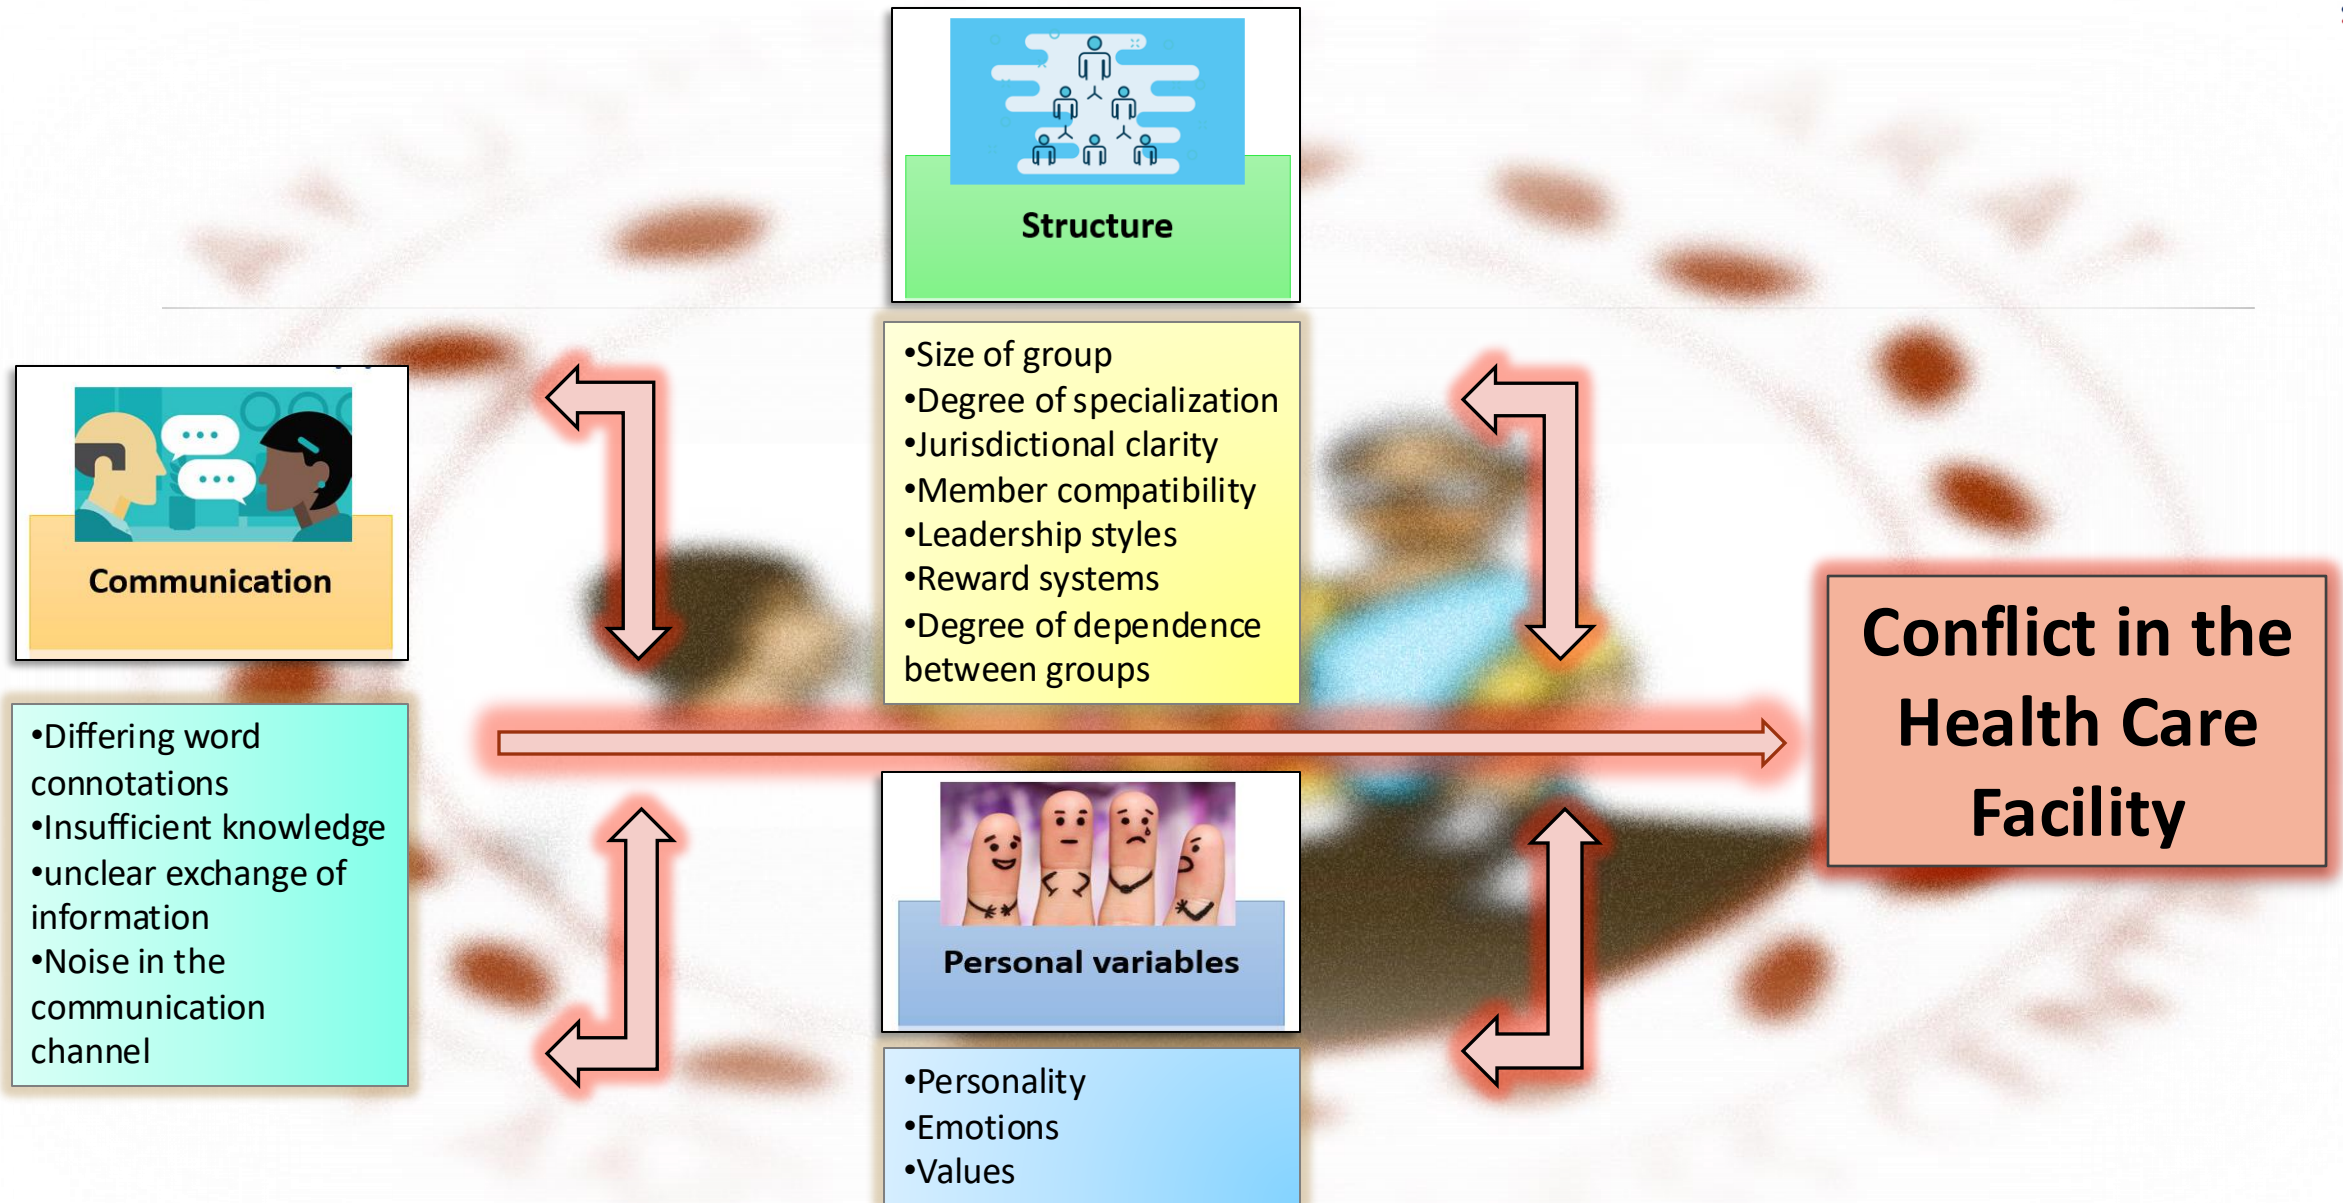 Structure
•Size of group
•Degree of specialization
•Jurisdictional clarity
•Member compatibility
•Leadership styles
•Reward systems
•Degree of dependence
between groups
Communication
•Differing word
connotations
•Insufficient knowledge
•unclear exchange of
information
•Noise in the
communication
channel
Personal variables
•Personality
•Emotions
•Values
Conflict in the
Health Care
Facility